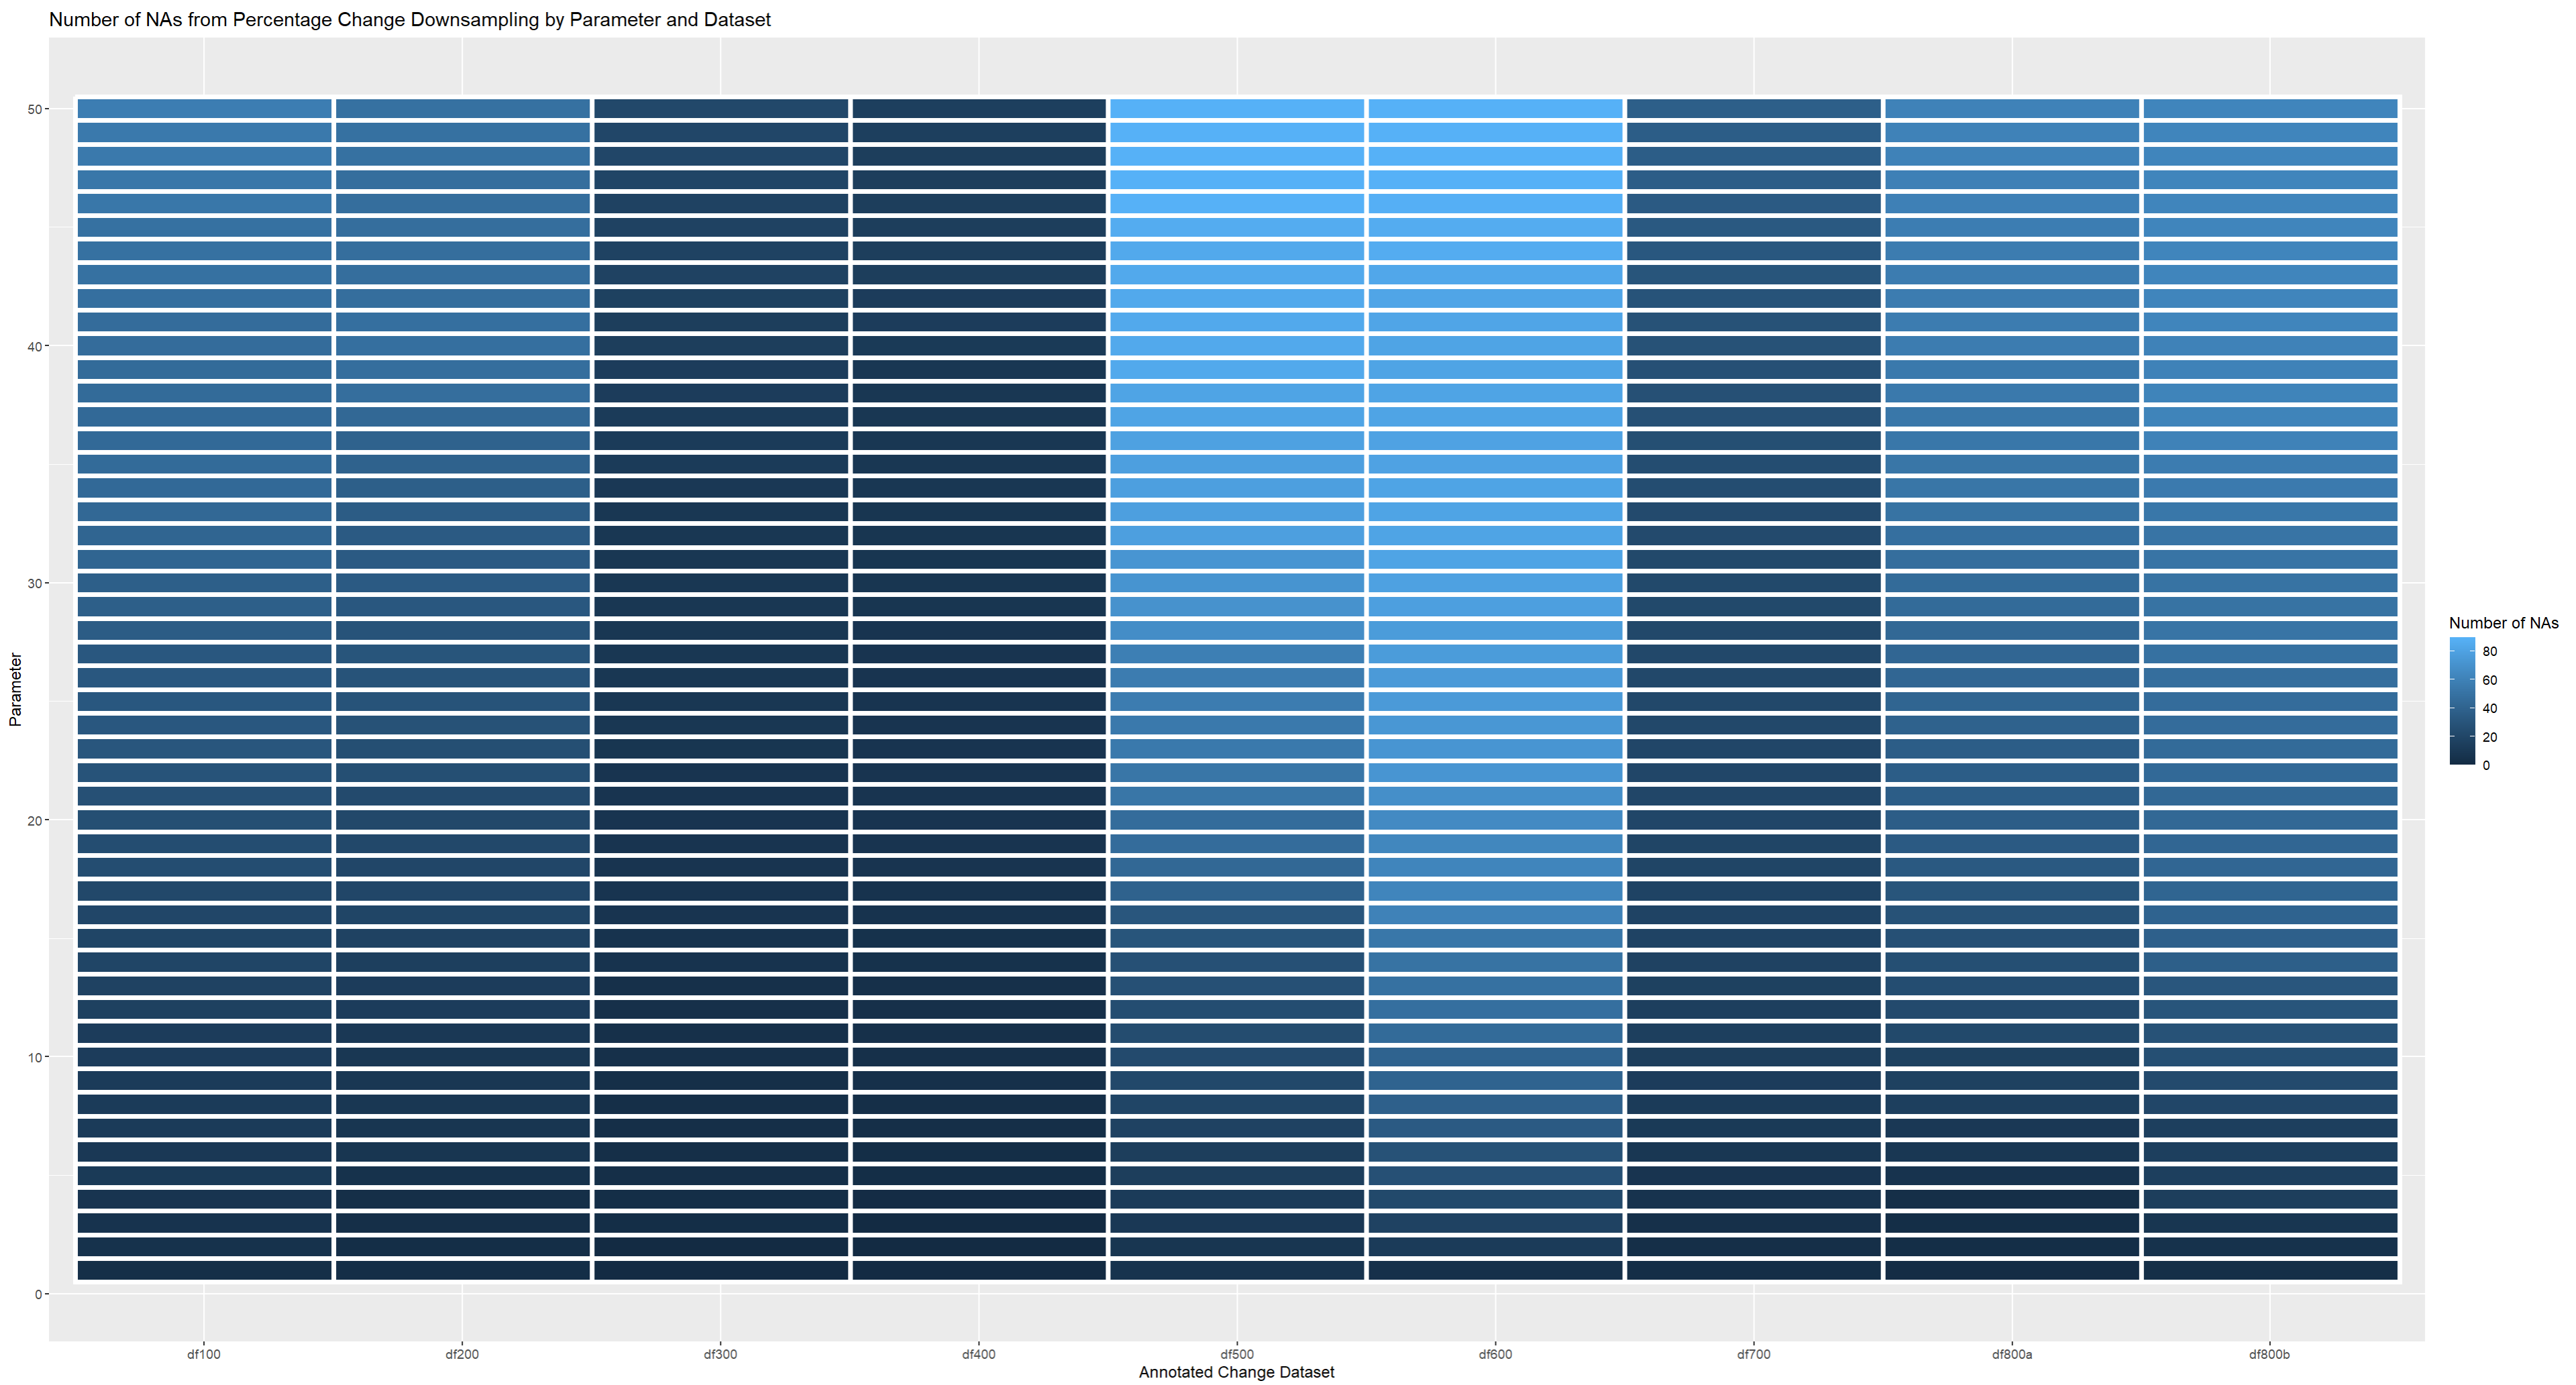 Number of NAs from Percentage Change Downsampling by Parameter and Dataset
50
40
30
20
10
0
Parameter
df100 df200 df300 df400 df500 df600 df700 df800a df800b
Annotated Change Dataset
Number of NAs
80
60
40
20
0